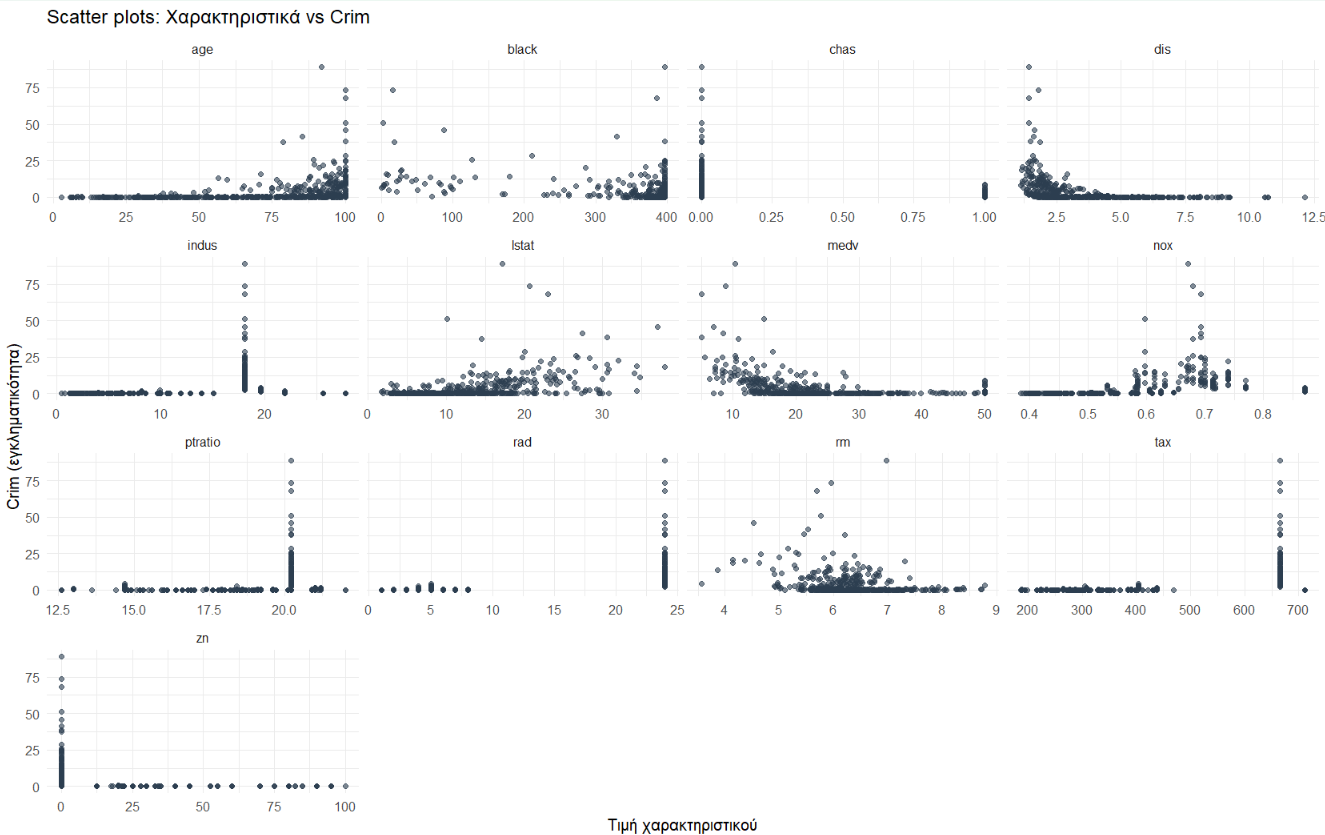 Scatter plots: Χαρακτηριστικά vs Crim
age black chas dis
75
50
25
0
0 25 50 75 100 0 100 200 300 400 0.00 0.25 0.50 0.75 1.00 2.5 5.0 7.5 10.0 12.5
indus lstat medv nox
75
50
25
0
0 10 20 0 10 20 30 10 20 30 40 50 0.4 0.5 0.6 0.7 0.8
Crim (εγκληματικότητα)
ptratio rad rm tax
75
50
25
0
12.5 15.0 17.5 20.0 0 5 10 15 20 25 4 5 6 7 8 9 200 300 400 500 600 700
zn
75
50
25
0
0 25 50 75 100
Τιμή χαρακτηριστικού